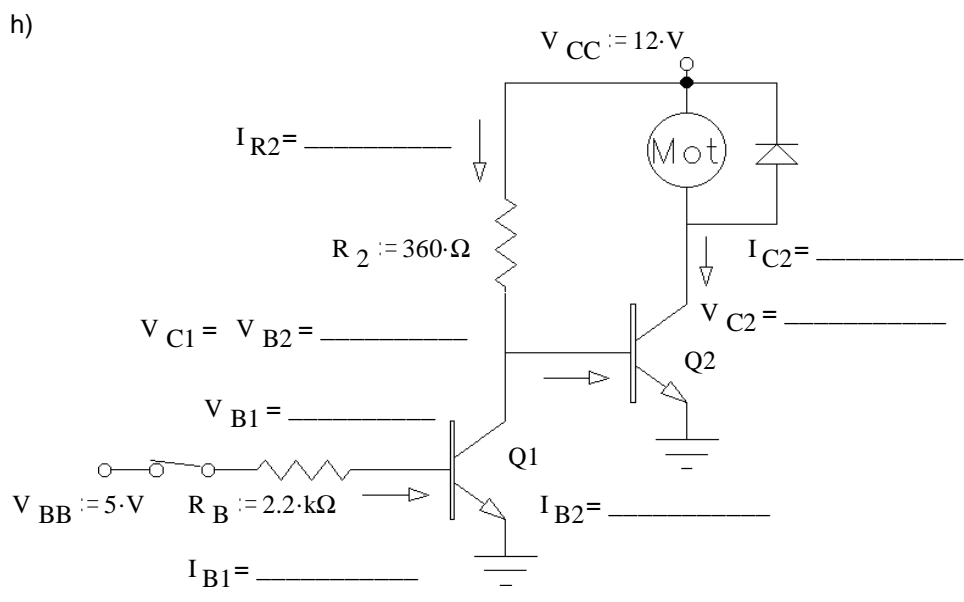 h)
V CC := 12·V
I R2 = __________
Mot
R 2 := 360·Ω
I C2 = __________
V C1 = V B2 = __________
V C2 = ___________
Q2
V B1 = __________
Q1
V BB := 5·V
R B := 2.2·kΩ
I B2 = ___________
I B1 = ___________